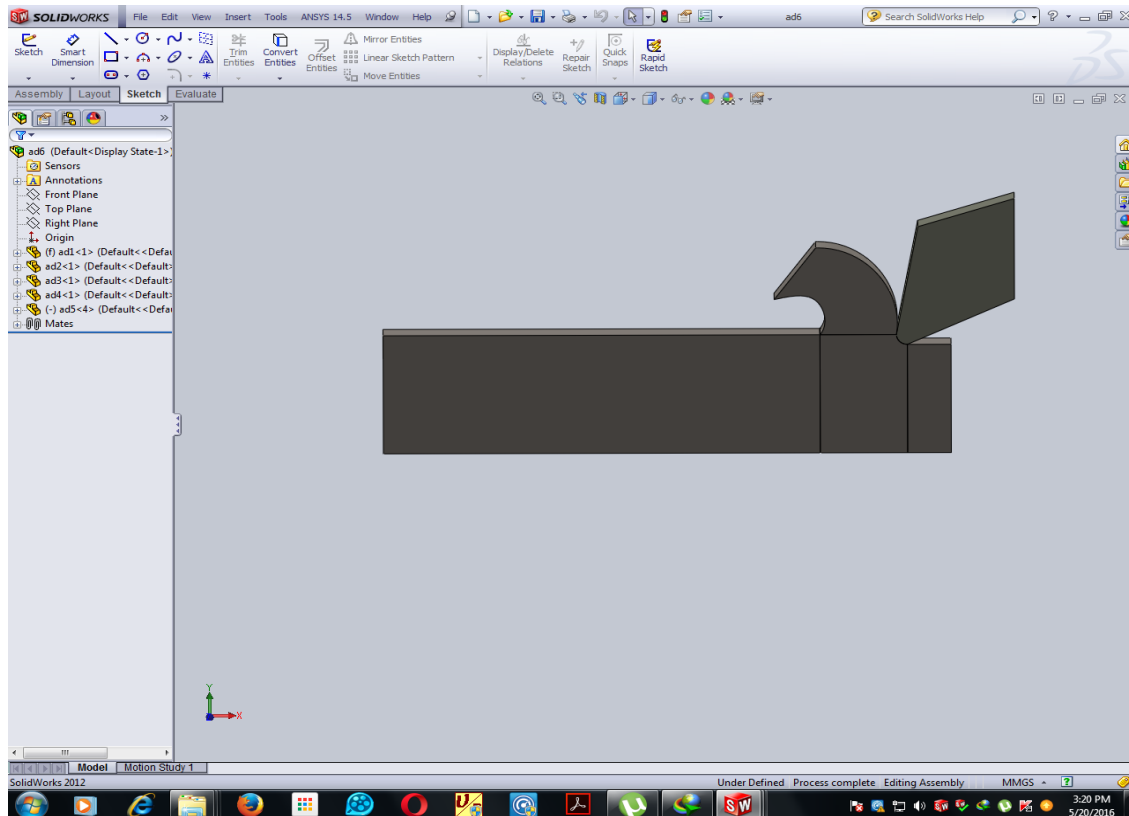 SW SOLIDWORKS File Edit View Insert Tools ANSYS 14.5 Window Help ad6 Search SolidWorks Help
Sketch
Smart Dimension
Trim Entities
Convert Entities
Offset Entities
Mirror Entities
Linear Sketch Pattern
Move Entities
Display/Delete Relations
Repair Sketch
Quick Snaps
Rapid Sketch
Assembly Layout Sketch Evaluate
ad6 (Default<Display State-1>)
Sensors
A Annotations
Front Plane
Top Plane
Right Plane
Origin
(f) ad1<1> (Default<<Defau
ad2<1> (Default<<Default>
ad3<1> (Default<<Default>
ad4<1> (Default<<Default>
(-) ad5<4> (Default<<Defau
Mates
Y
X
Model Motion Study 1
SolidWorks 2012 Under Defined Process complete Editing Assembly MMGS
SW 3:20 PM
5/20/2016